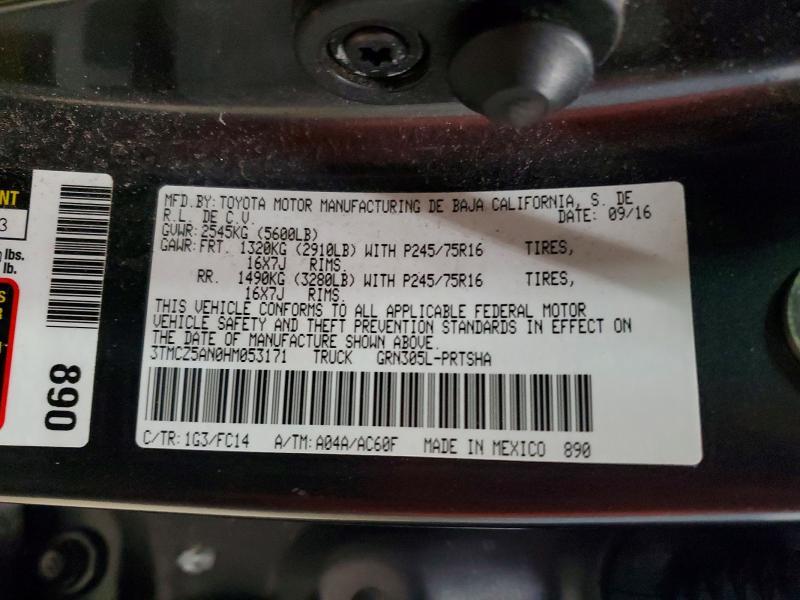 MFD.BY: TOYOTA MOTOR MANUFACTURING DE BAJA CALIFORNIA, S. DE
R.L. DE C.V. DATE: 09/16
GVWR: 2545KG (5600LB)
GAWR: FRT. 1320KG (2910LB) WITH P245/75R16 TIRES,
16X7J RIMS.
RR. 1490KG (3280LB) WITH P245/75R16 TIRES,
16X7J RIMS.
THIS VEHICLE CONFORMS TO ALL APPLICABLE FEDERAL MOTOR
VEHICLE SAFETY AND THEFT PREVENTION STANDARDS IN EFFECT ON
THE DATE OF MANUFACTURE SHOWN ABOVE.
3TMCZ5AN0HM053171 TRUCK GRN305L-PRTSHA
C/TR: 1G3/FC14 A/TM: A04A/AC60F MADE IN MEXICO 890
890
lbs.
lb.